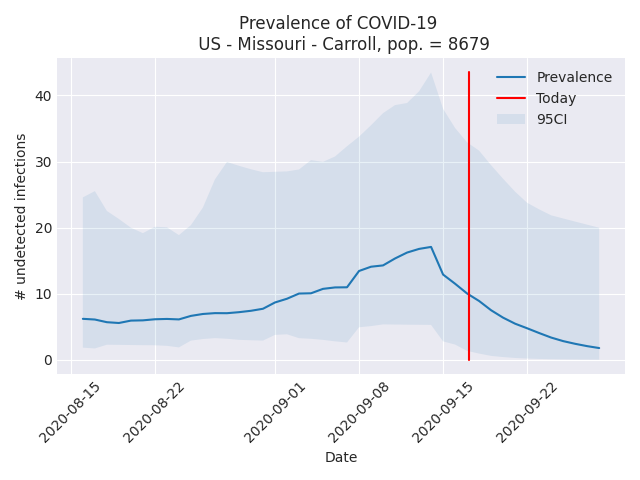 Prevalence of COVID-19
US - Missouri - Carroll, pop. = 8679
Prevalence
Today
95CI
# undetected infections
40
30
20
10
0
2020-08-15
2020-08-22
2020-09-01
2020-09-08
2020-09-15
2020-09-22
Date